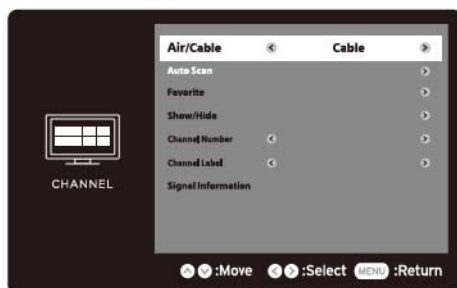 Air/Cable Cable
Auto Scan
Favorite
Show/Hide
Channel Number
Channel Label
Signal Information
CHANNEL
:Move :Select MENU :Return